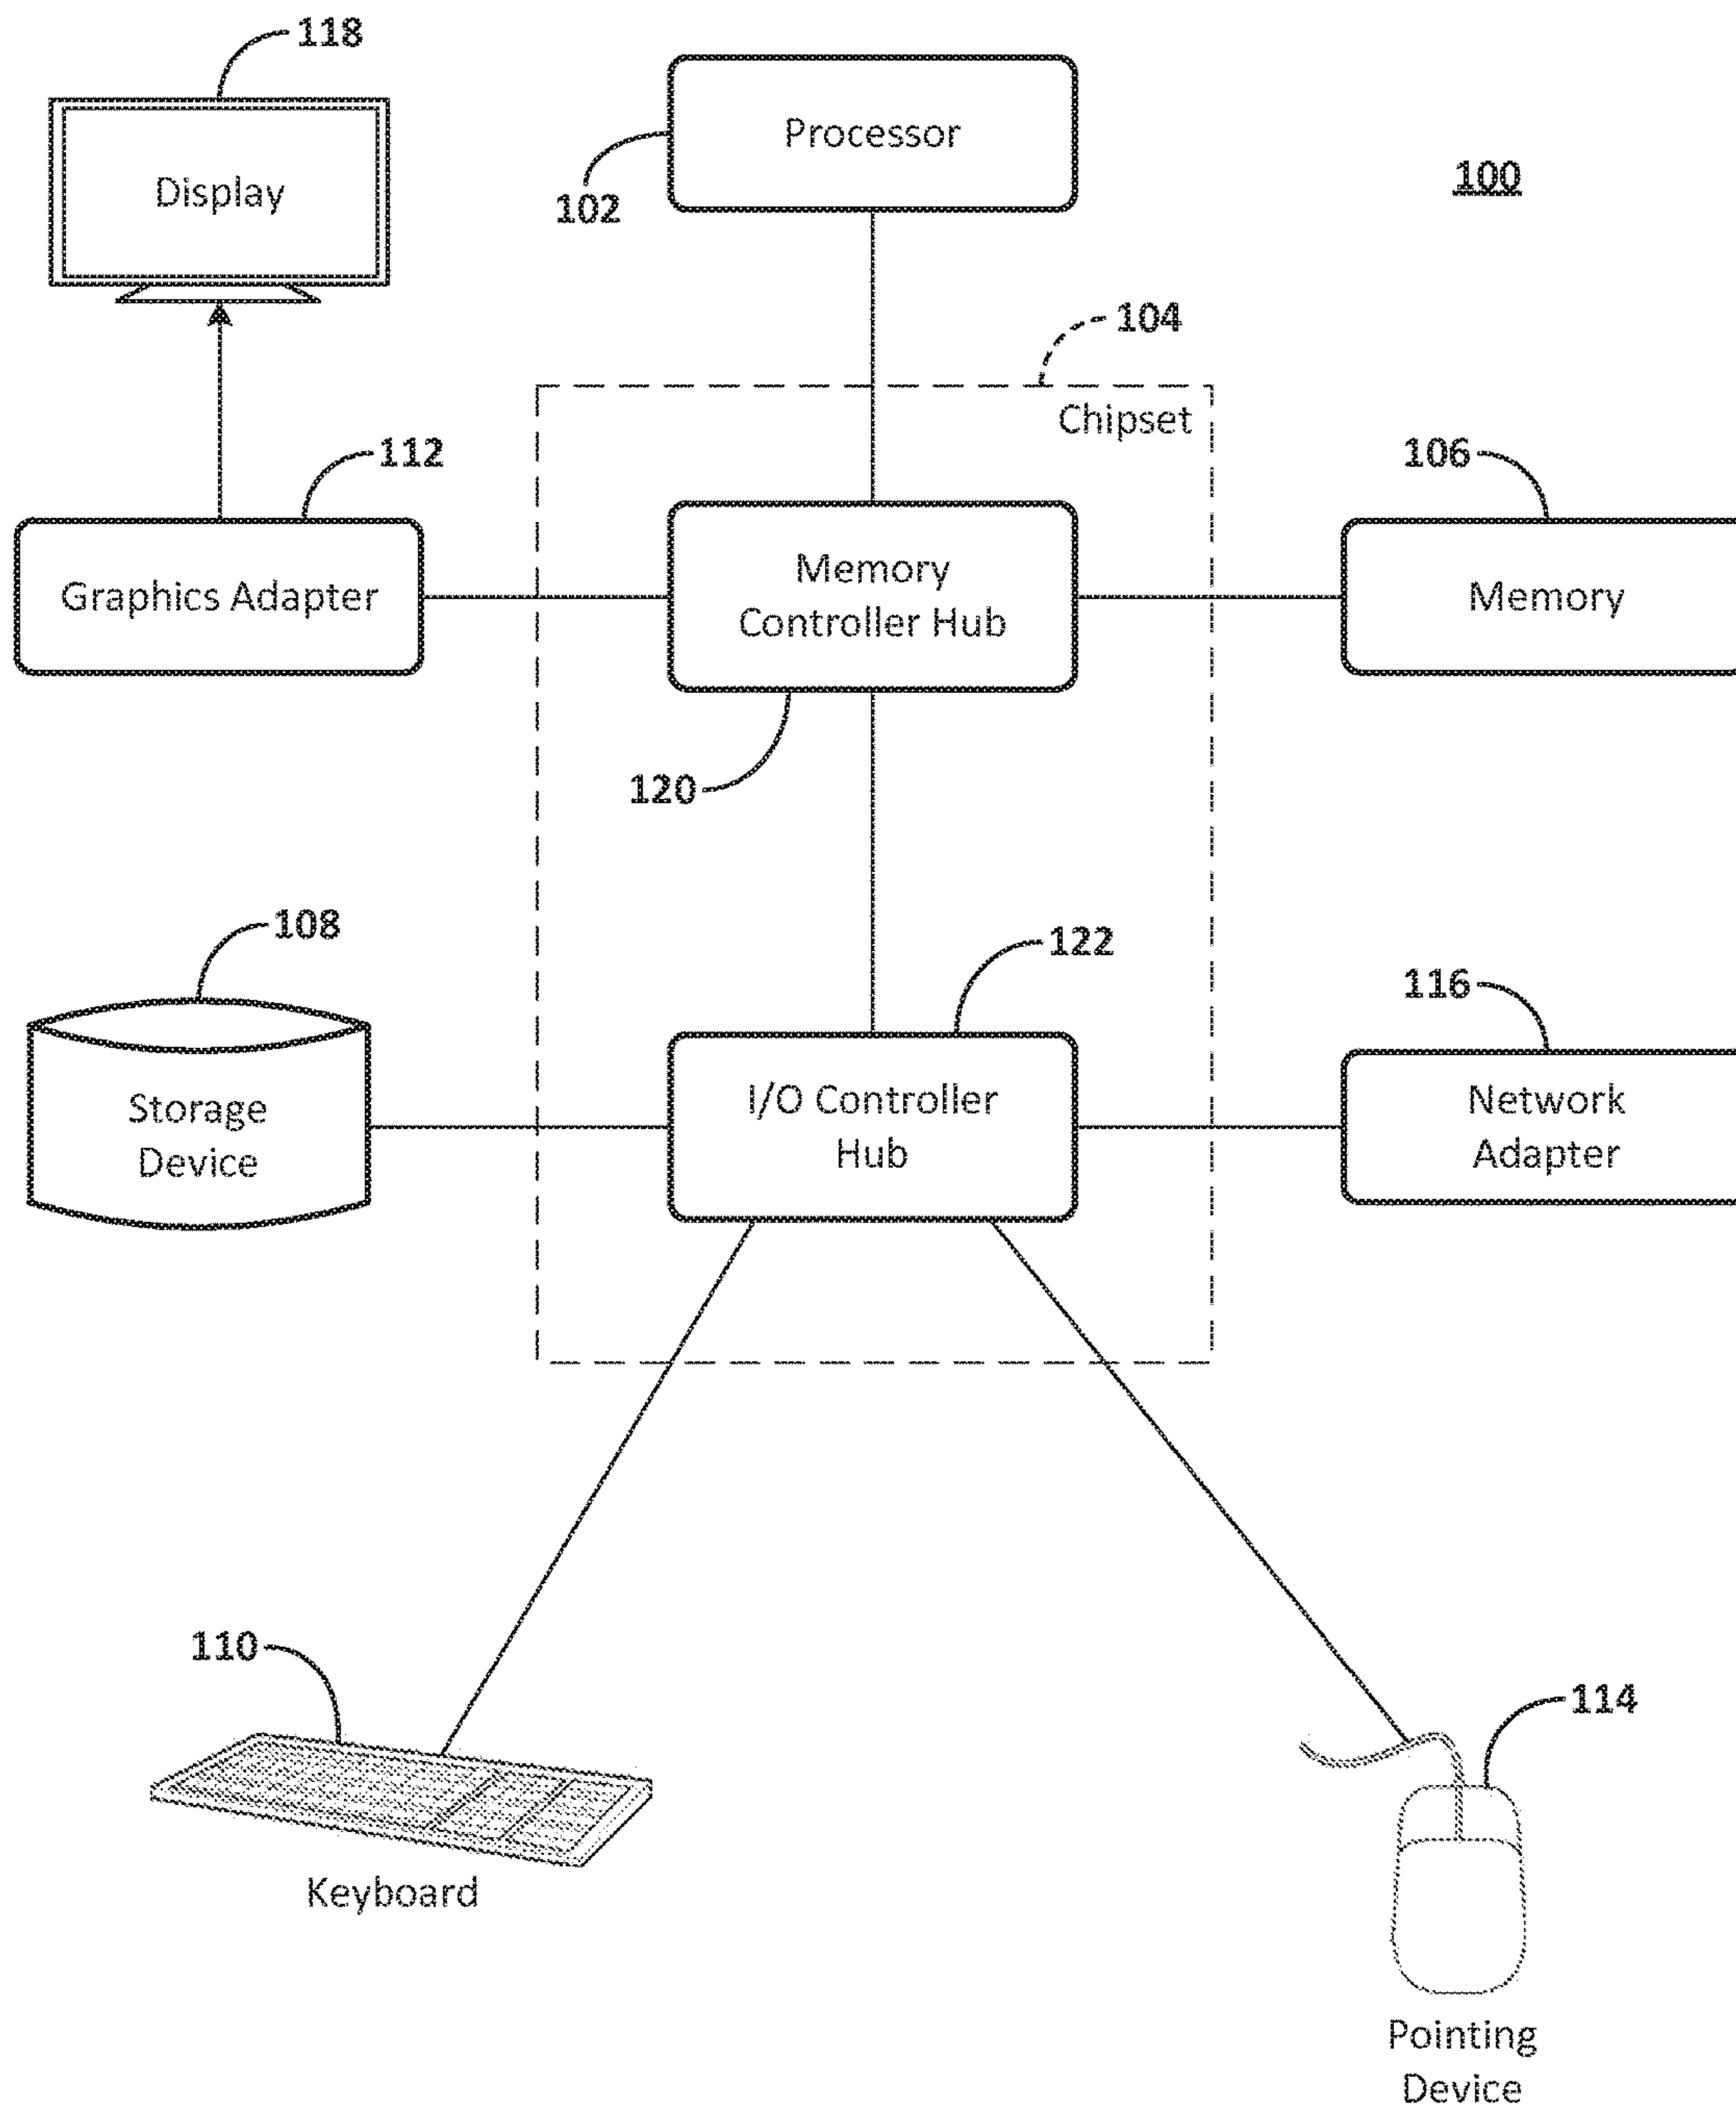 118
Processor
Display
102
100
104
Chipset
112
106
Graphics Adapter
Memory
Controller Hub
Memory
120
108
122
116
Storage
Device
I/O Controller
Hub
Network
Adapter
110
114
Keyboard
Pointing
Device